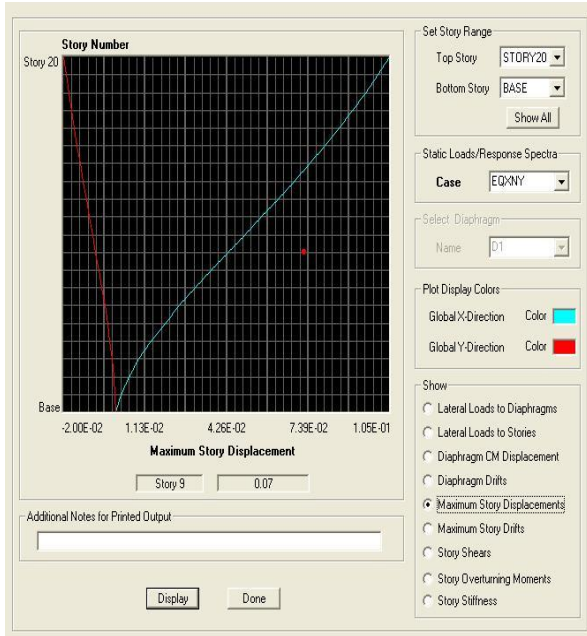 Story Number
Story 20
Base
-2.00E-02 1.13E-02 4.26E-02 7.39E-02 1.05E-01
Maximum Story Displacement
Story 9 0.07
Additional Notes for Printed Output
Display Done
Set Story Range
Top Story STORY20
Bottom Story BASE
Show All
Static Loads/Response Spectra
Case EQXNY
Select Diaphragm
Name D1
Plot Display Colors
Global X-Direction Color
Global Y-Direction Color
Show
Lateral Loads to Diaphragms
Lateral Loads to Stories
Diaphragm CM Displacement
Diaphragm Drifts
Maximum Story Displacements
Maximum Story Drifts
Story Shears
Story Overturning Moments
Story Stiffness